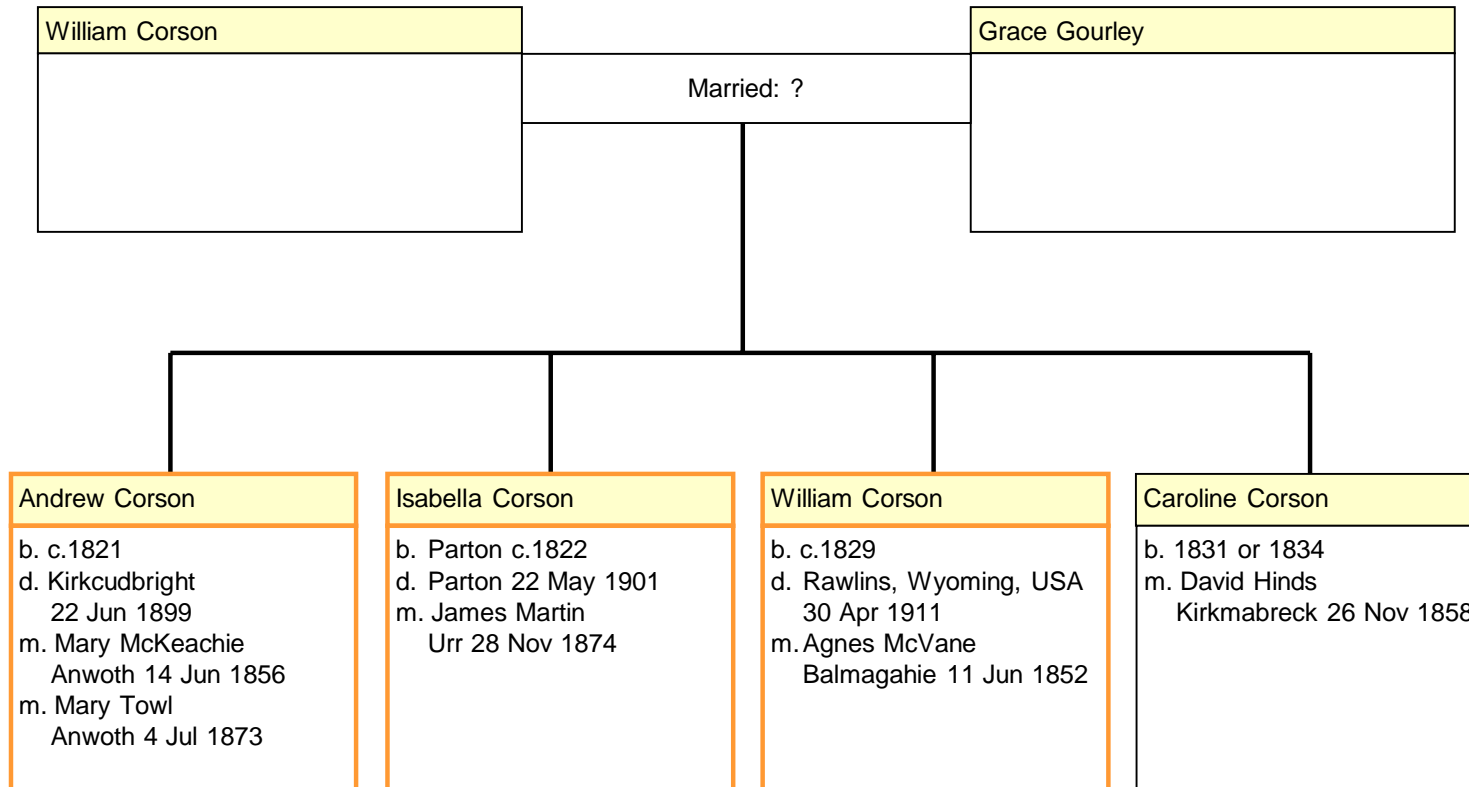 William Corson
Grace Gourley
Married: ?
Andrew Corson
b. c.1821
d. Kirkcudbright
22 Jun 1899
m. Mary McKeachie
Anwoth 14 Jun 1856
m. Mary Towl
Anwoth 4 Jul 1873
Isabella Corson
b. Parton c.1822
d. Parton 22 May 1901
m. James Martin
Urr 28 Nov 1874
William Corson
b. c.1829
d. Rawlins, Wyoming, USA
30 Apr 1911
m. Agnes McVane
Balmagahie 11 Jun 1852
Caroline Corson
b. 1831 or 1834
m. David Hinds
Kirkmabreck 26 Nov 1858